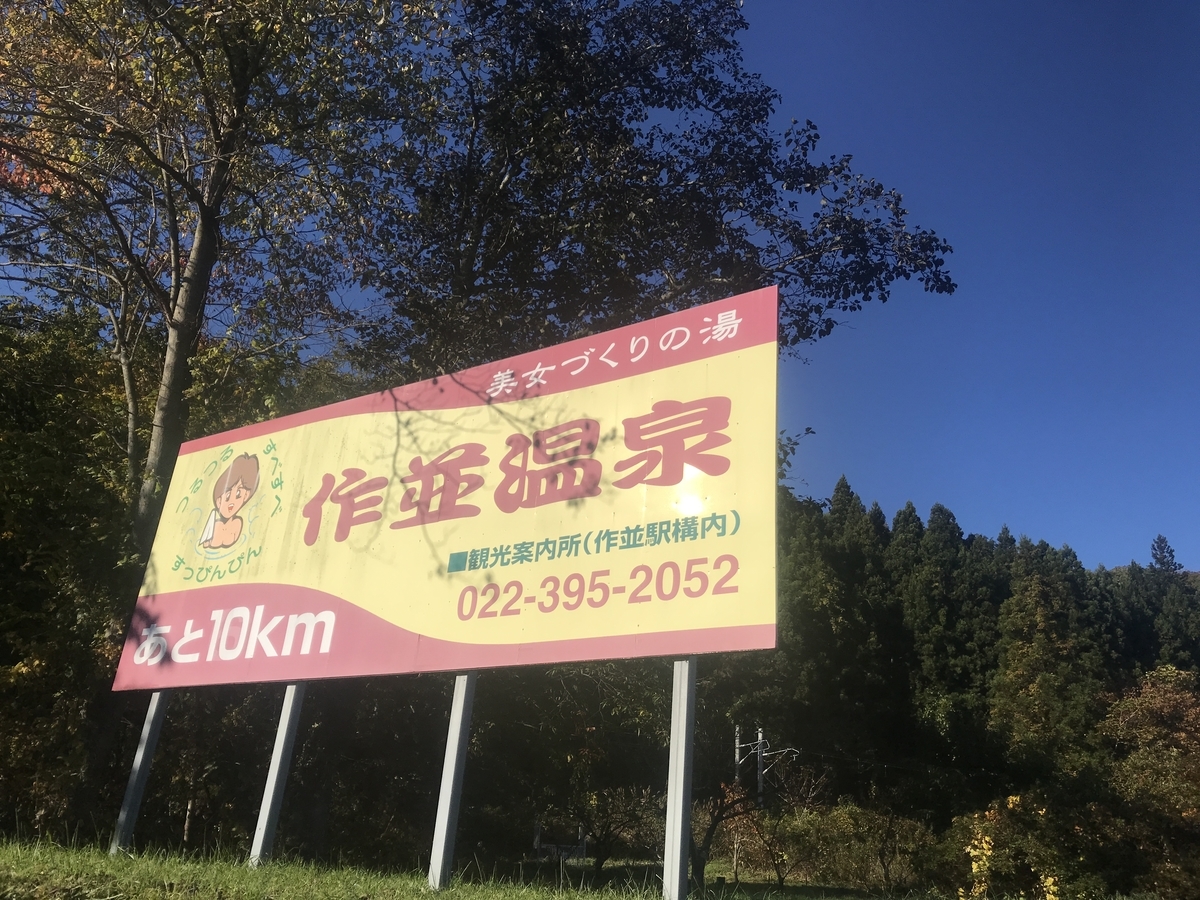 美女づくりの湯
つるつる
すべすべ
すっぴんぴん
作並温泉
■観光案内所(作並駅構内)
022-395-2052
あと10km